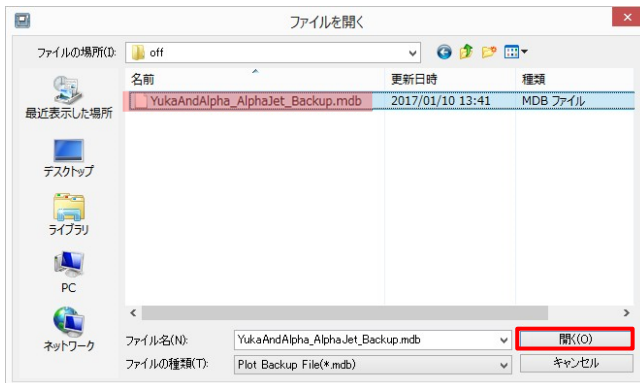 ファイルを開く
ファイルの場所(I):
off
名前
更新日時
種類
YukaAndAlpha_AlphaJet_Backup.mdb
2017/01/10 13:41
MDB ファイル
最近表示した場所
デスクトップ
ライブラリ
PC
ネットワーク
ファイル名(N):
YukaAndAlpha_AlphaJet_Backup.mdb
開く(O)
ファイルの種類(T):
Plot Backup File(*.mdb)
キャンセル